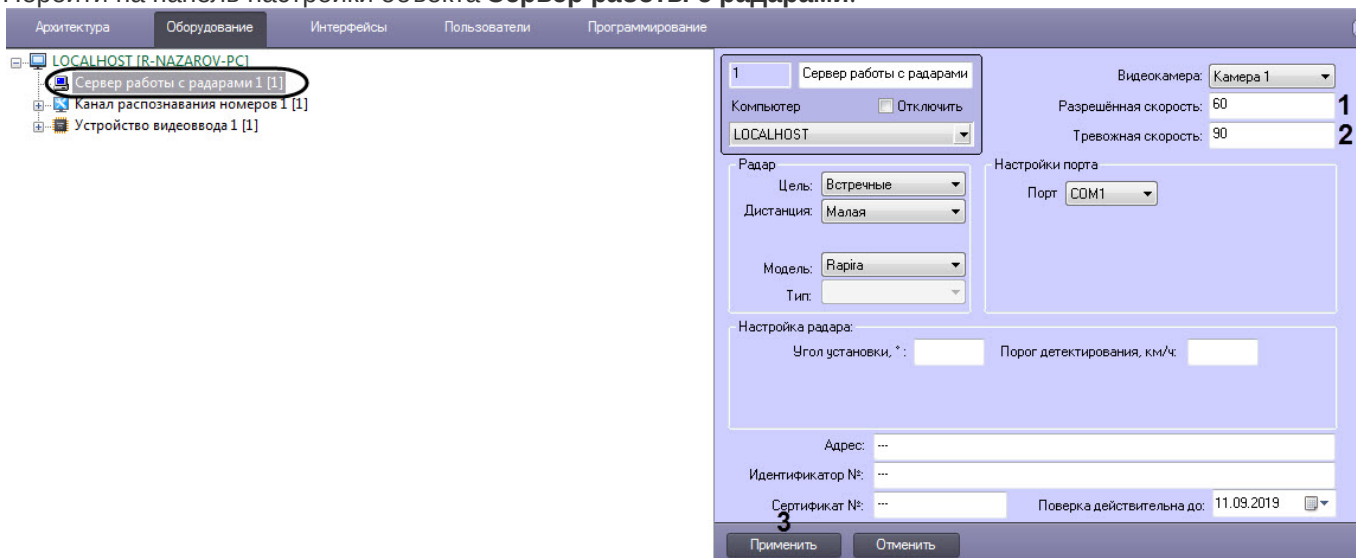 Перейти на панель настройки объекта Сервер работы с радарами.
Архитектура Оборудование Интерфейсы Пользователи Программирование
LOCALHOST [R-NAZAROV-PC]
Сервер работы с радарами 1 [1]
Канал распознавания номеров 1 [1]
Устройство видеоввода 1 [1]
1 Сервер работы с радарами
Компьютер Отключить
LOCALHOST
Видеокамера: Камера 1
Разрешённая скорость: 60 1
Тревожная скорость: 90 2
Радар
Цель: Встречные
Дистанция: Малая
Модель: Rapira
Тип:
Настройки порта
Порт COM1
Настройка радара:
Угол установки, ° : Порог детектирования, км/ч:
Адрес: ---
Идентификатор №: ---
Сертификат №: --- Поверка действительна до: 11.09.2019
3
Применить Отменить